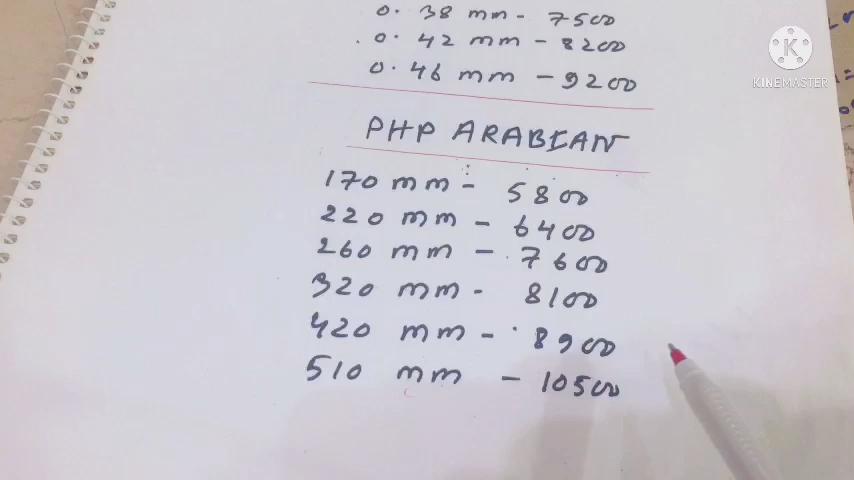 0.38 mm - 7500
0.42 mm - 8200
0.46 mm - 9200
PHP ARABIAN
170 mm - 5800
220 mm - 6400
260 mm - 7600
320 mm - 8100
420 mm - 8900
510 mm - 10500
KINEMASTER